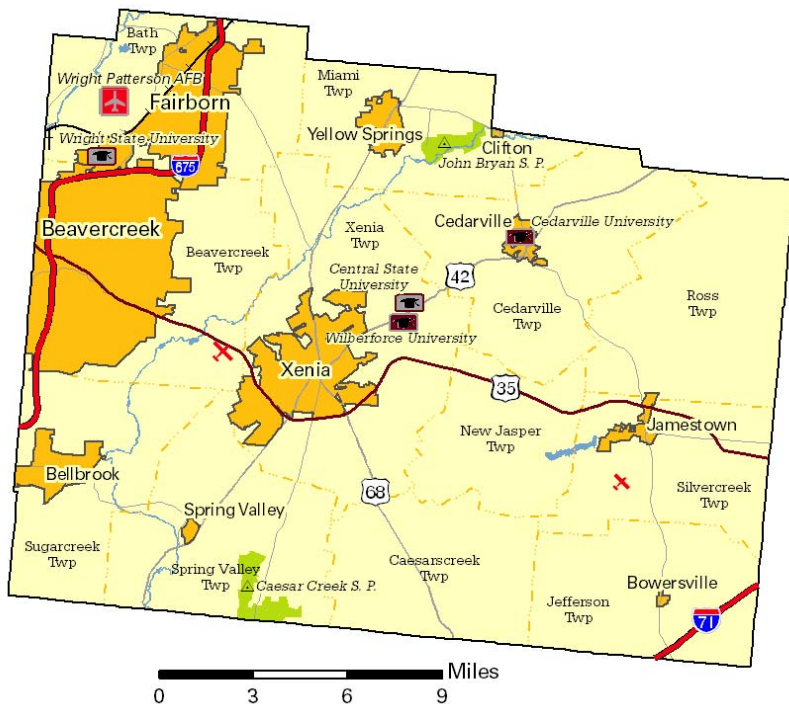 Bath
Twp
Wright Patterson AFB
Fairborn
Wright State University
675
Miami
Twp
Yellow Springs
Clifton
John Bryan S. P.
Beavercreek
Beavercreek
Twp
Xenia
Twp
Cedarville
Cedarville University
Central State
University
42
Wilberforce University
Cedarville
Twp
Ross
Twp
Xenia
35
New Jasper
Twp
Jamestown
Bellbrook
68
Silvercreek
Twp
Spring Valley
Sugarcreek
Twp
Spring Valley
Twp
Caesar Creek S. P.
Caesarscreek
Twp
Bowersville
Jefferson
Twp
71
Miles
0 3 6 9